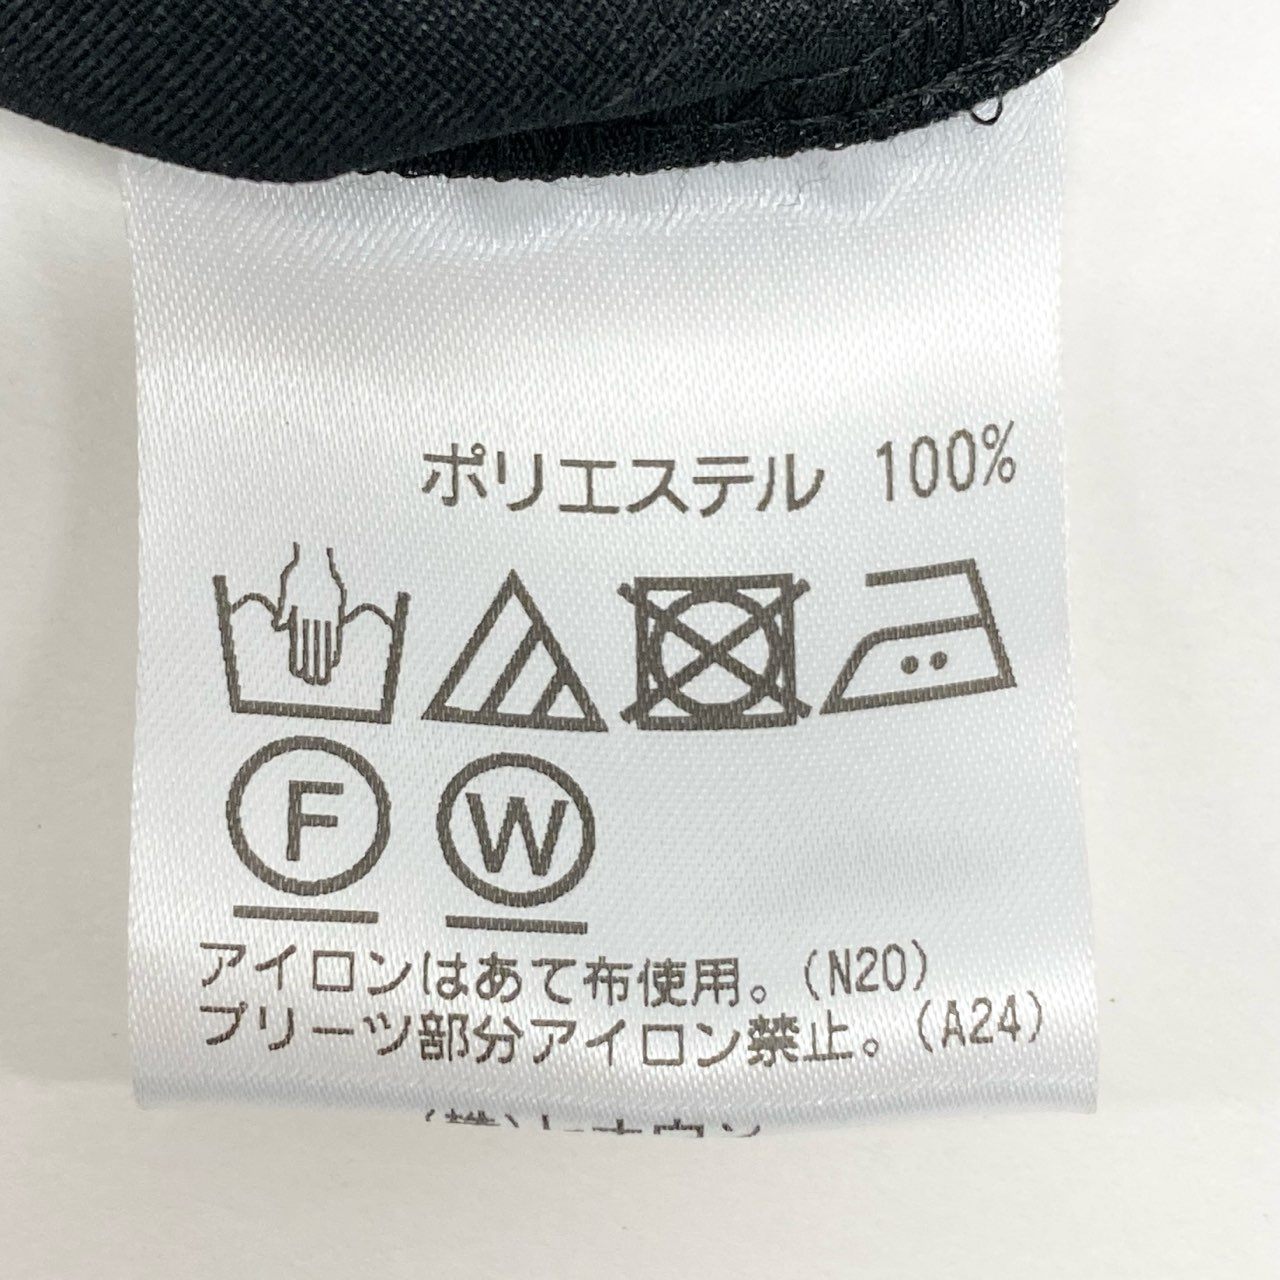 ポリエステル 100%
F W
アイロンはあて布使用。(N20)
プリーツ部分アイロン禁止。(A24)